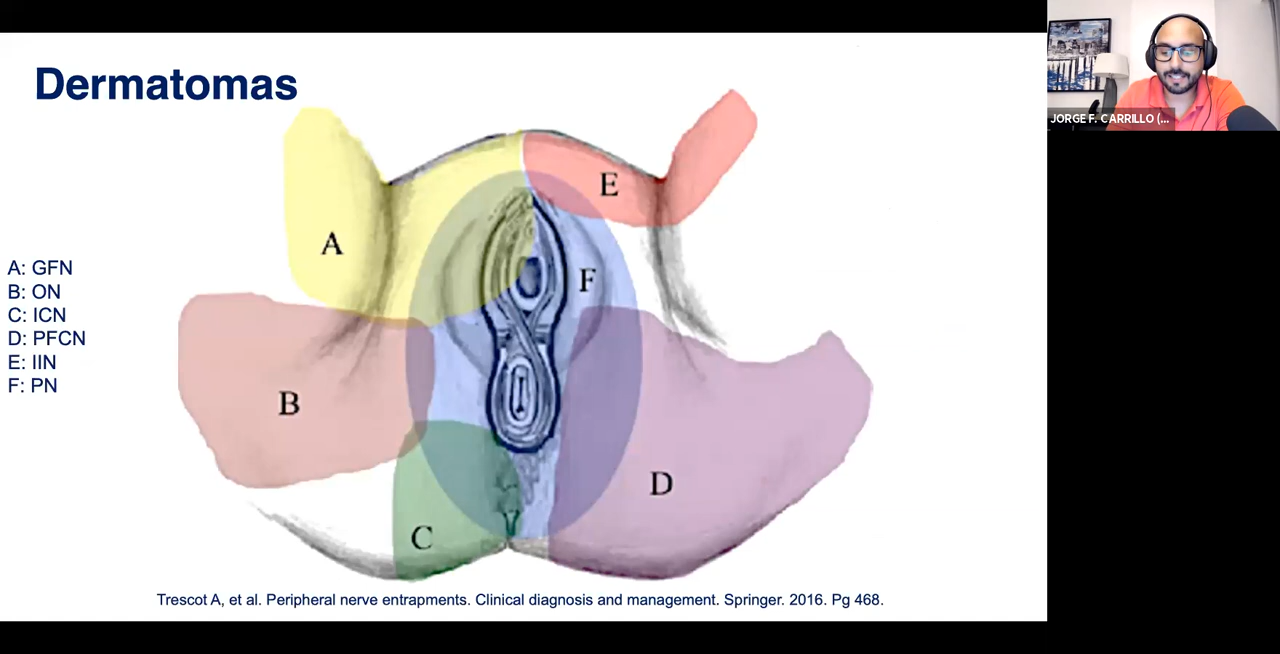 Dermatomas
JORGE F. CARRILLO (...
A
E
F
A: GFN
B: ON
C: ICN
D: PFCN
E: IIN
F: PN
B
D
C
Trescot A, et al. Peripheral nerve entrapments. Clinical diagnosis and management. Springer. 2016. Pg 468.